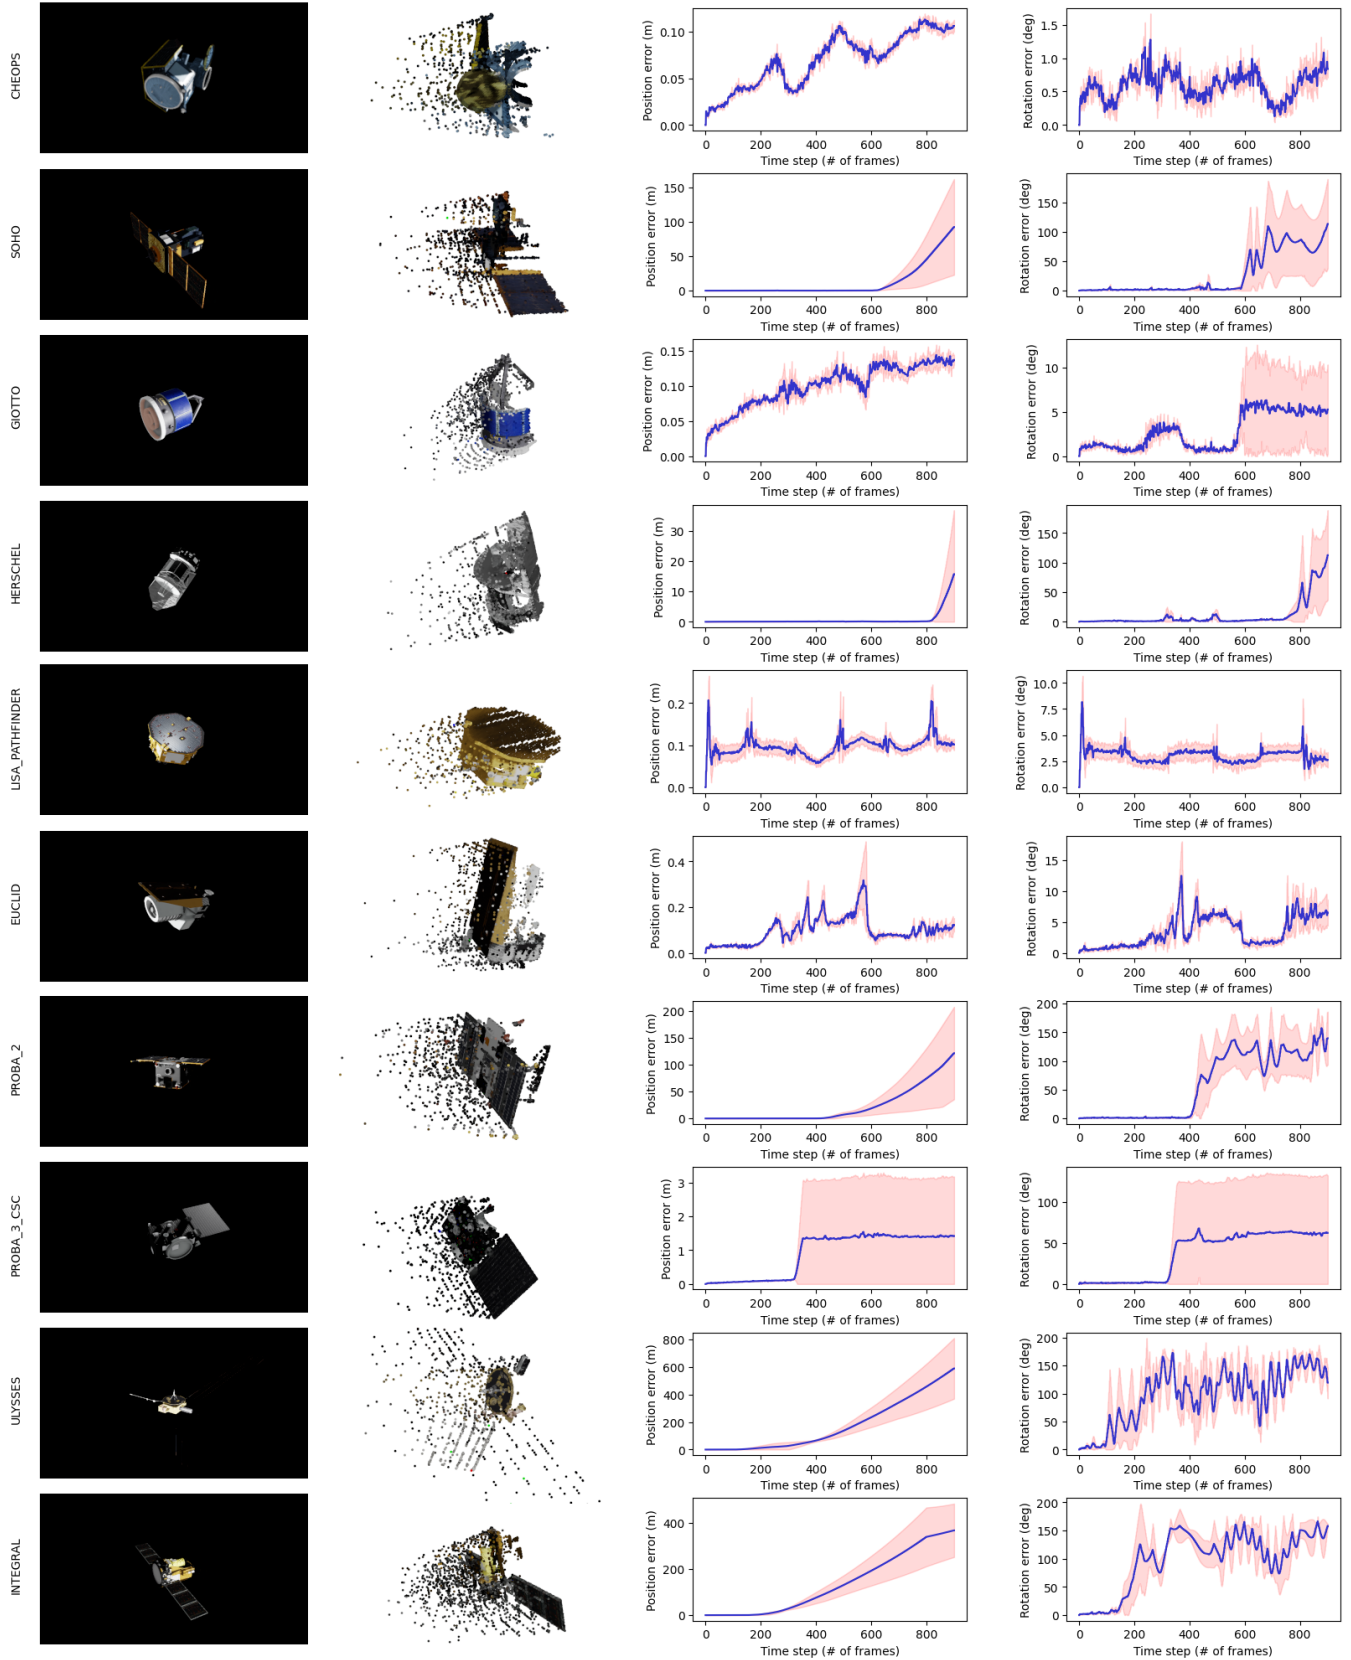 CHEOPS
Position error (m)
0.10
0.05
0.00
0 200 400 600 800
Time step (# of frames)
Rotation error (deg)
1.5
1.0
0.5
0.0
0 200 400 600 800
Time step (# of frames)
SOHO
Position error (m)
150
100
50
0
0 200 400 600 800
Time step (# of frames)
Rotation error (deg)
150
100
50
0
0 200 400 600 800
Time step (# of frames)
GIOTTO
Position error (m)
0.15
0.10
0.05
0.00
0 200 400 600 800
Time step (# of frames)
Rotation error (deg)
10
5
0
0 200 400 600 800
Time step (# of frames)
HERSCHEL
Position error (m)
30
20
10
0
0 200 400 600 800
Time step (# of frames)
Rotation error (deg)
150
100
50
0
0 200 400 600 800
Time step (# of frames)
LISA_PATHFINDER
Position error (m)
0.2
0.1
0.0
0 200 400 600 800
Time step (# of frames)
Rotation error (deg)
10.0
7.5
5.0
2.5
0.0
0 200 400 600 800
Time step (# of frames)
EUCLID
Position error (m)
0.4
0.2
0.0
0 200 400 600 800
Time step (# of frames)
Rotation error (deg)
15
10
5
0
0 200 400 600 800
Time step (# of frames)
PROBA_2
Position error (m)
200
150
100
50
0
0 200 400 600 800
Time step (# of frames)
Rotation error (deg)
200
150
100
50
0
0 200 400 600 800
Time step (# of frames)
PROBA_3_CSC
Position error (m)
3
2
1
0
0 200 400 600 800
Time step (# of frames)
Rotation error (deg)
100
50
0
0 200 400 600 800
Time step (# of frames)
ULYSSES
Position error (m)
800
600
400
200
0
0 200 400 600 800
Time step (# of frames)
Rotation error (deg)
200
150
100
50
0
0 200 400 600 800
Time step (# of frames)
INTEGRAL
Position error (m)
400
200
0
0 200 400 600 800
Time step (# of frames)
Rotation error (deg)
200
150
100
50
0
0 200 400 600 800
Time step (# of frames)